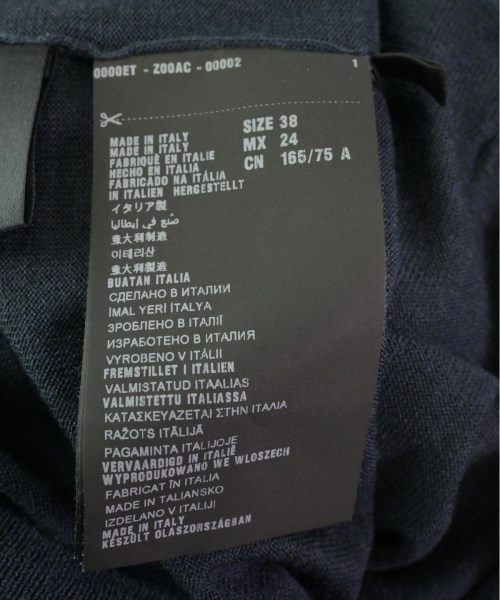 0000ET - Z00AC - 00002 1
MADE IN ITALY
MADE IN ITALY
FABRIQUÉ EN ITALIE
HECHO EN ITALIA
FABRICADO NA ITÁLIA
IN ITALIEN HERGESTELLT
イタリア製
صُنع في إيطاليا
意大利制造
이태리산
意大利製造
BUATAN ITALIA
СДЕЛАНО В ИТАЛИИ
İMAL YERİ İTALYA
ЗРОБЛЕНО В ІТАЛІЇ
ИЗРАБОТЕНО В ИТАЛИЯ
VYROBENO V ITÁLII
FREMSTILLET I ITALIEN
VALMISTATUD ITAALIAS
VALMISTETTU ITALIASSA
ΚΑΤΑΣΚΕΥΑΖΕΤΑΙ ΣΤΗΝ ΙΤΑΛΙΑ
RAŽOTS ITĀLIJĀ
PAGAMINTA ITALIJOJE
VERVAARDIGD IN ITALIË
WYPRODUKOWANO WE WLOSZECH
FABRICAT ÎN ITALIA
MADE IN TALIANSKO
IZDELANO V ITALIJI
MADE IN ITALY
KÉSZÜLT OLASZORSZÁGBAN
SIZE 38
MX 24
CN 165/75 A